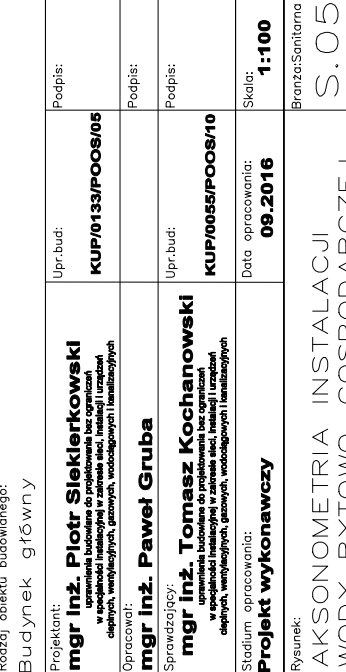 Rodzaj obiektu budowlanego:
Budynek główny
Projektant:
mgr inż. Piotr Siekierkowski
uprawnienia budowlane do projektowania bez ograniczeń
w specjalności instalacyjnej w zakresie sieci, instalacji i urządzeń
cieplnych, wentylacyjnych, gazowych, wodociągowych i kanalizacyjnych
Upr.bud:
KUP/0133/POOS/05
Podpis:
Opracował:
mgr inż. Paweł Gruba
Podpis:
Sprawdzający:
mgr inż. Tomasz Kochanowski
uprawnienia budowlane do projektowania bez ograniczeń
w specjalności instalacyjnej w zakresie sieci, instalacji i urządzeń
cieplnych, wentylacyjnych, gazowych, wodociągowych i kanalizacyjnych
Upr.bud:
KUP/0055/POOS/10
Podpis:
Stadium opracowania:
Projekt wykonawczy
Data opracowania:
09.2016
Skala:
1:100
Rysunek:
AKSONOMETRIA INSTALACJI
WODY BYTOWO GOSPODARCZEJ
Branża:Sanitarna
S.05